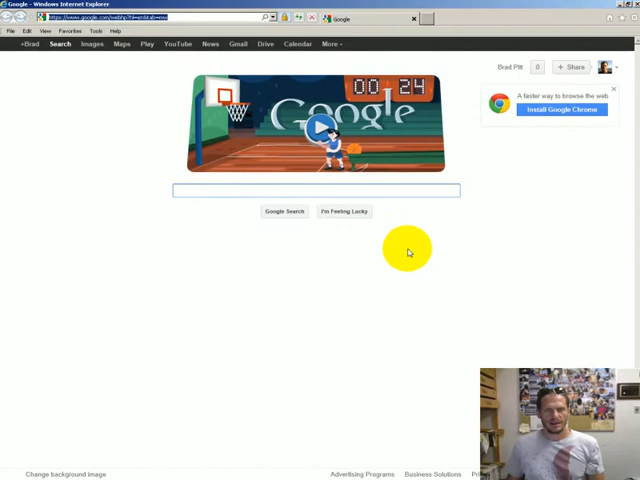 Google - Windows Internet Explorer
Google
File Edit View Favorites Tools Help
+Brad Search Images Maps Play YouTube News Gmail Drive Calendar More
Brad Pitt 0 + Share
00 24
Google
A faster way to browse the web
Install Google Chrome
Google Search I'm Feeling Lucky
Change background image Advertising Programs Business Solutions